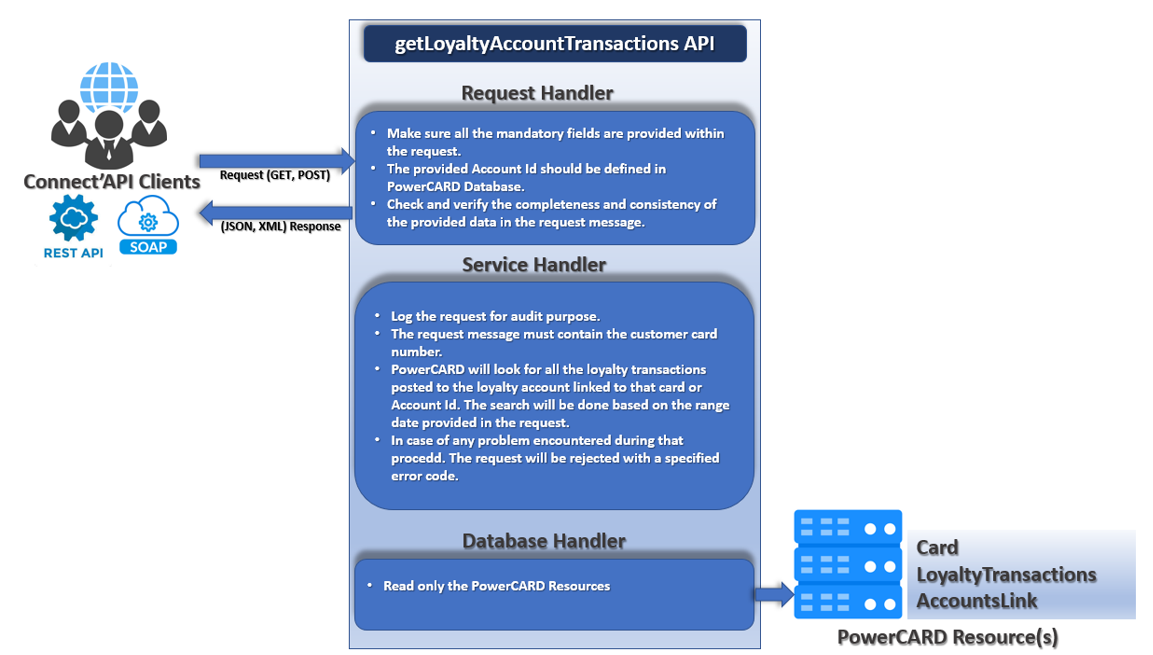 getLoyaltyAccountTransactions API
Request Handler
• Make sure all the mandatory fields are provided within
the request.
• The provided Account Id should be defined in
PowerCARD Database.
• Check and verify the completeness and consistency of
the provided data in the request message.
Connect'API Clients
REST API
SOAP
Request (GET, POST)
(JSON, XML) Response
Service Handler
• Log the request for audit purpose.
• The request message must contain the customer card
number.
• PowerCARD will look for all the loyalty transactions
posted to the loyalty account linked to that card or
Account Id. The search will be done based on the range
date provided in the request.
• In case of any problem encountered during that
procedd. The request will be rejected with a specified
error code.
Database Handler
• Read only the PowerCARD Resources
Card
LoyaltyTransactions
AccountsLink
PowerCARD Resource(s)